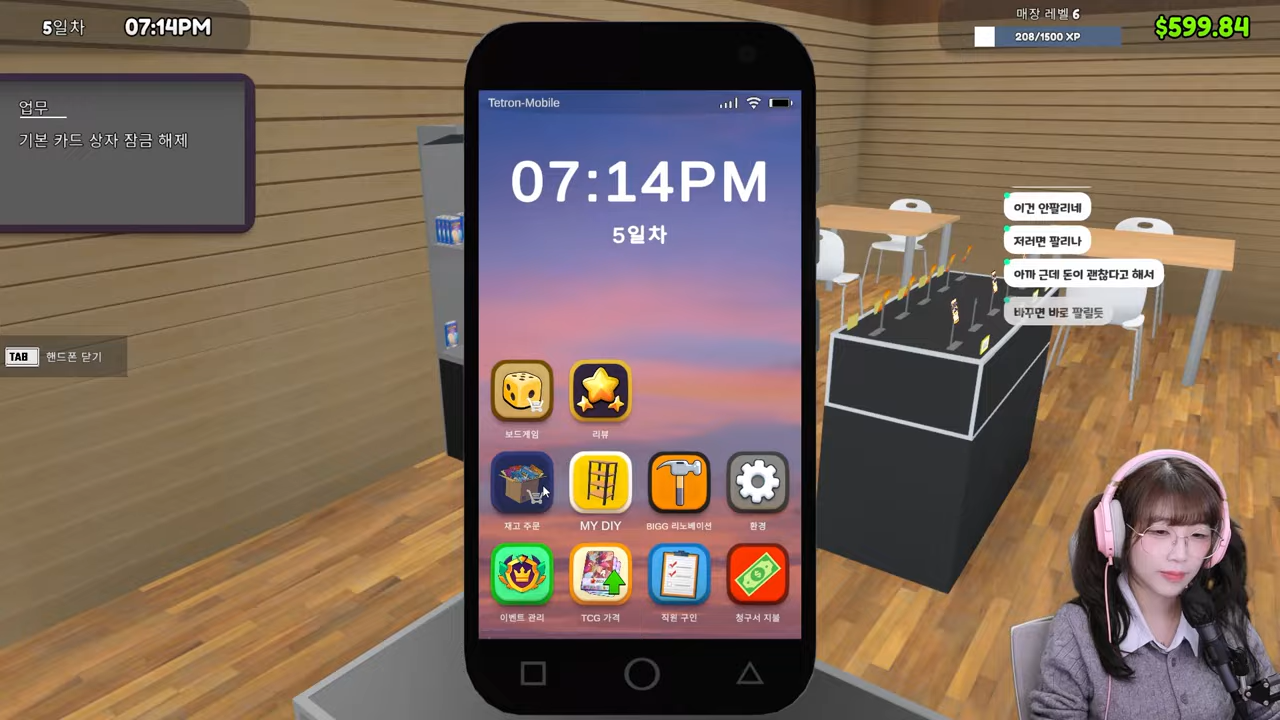 5일차 07:14PM
매장 레벨 6
208/1500 XP
$599.84
업무
기본 카드 상자 잠금 해제
TAB 핸드폰 닫기
Tetron-Mobile
07:14PM
5일차
보드게임 리뷰
재고 주문 MY DIY BIGG 리노베이션 환경
이벤트 관리 TCG 가격 직원 구인 청구서 지불
이건 안팔리네
저러면 팔리나
아까 근데 돈이 괜찮다고 해서
바꾸면 바로 팔릴듯